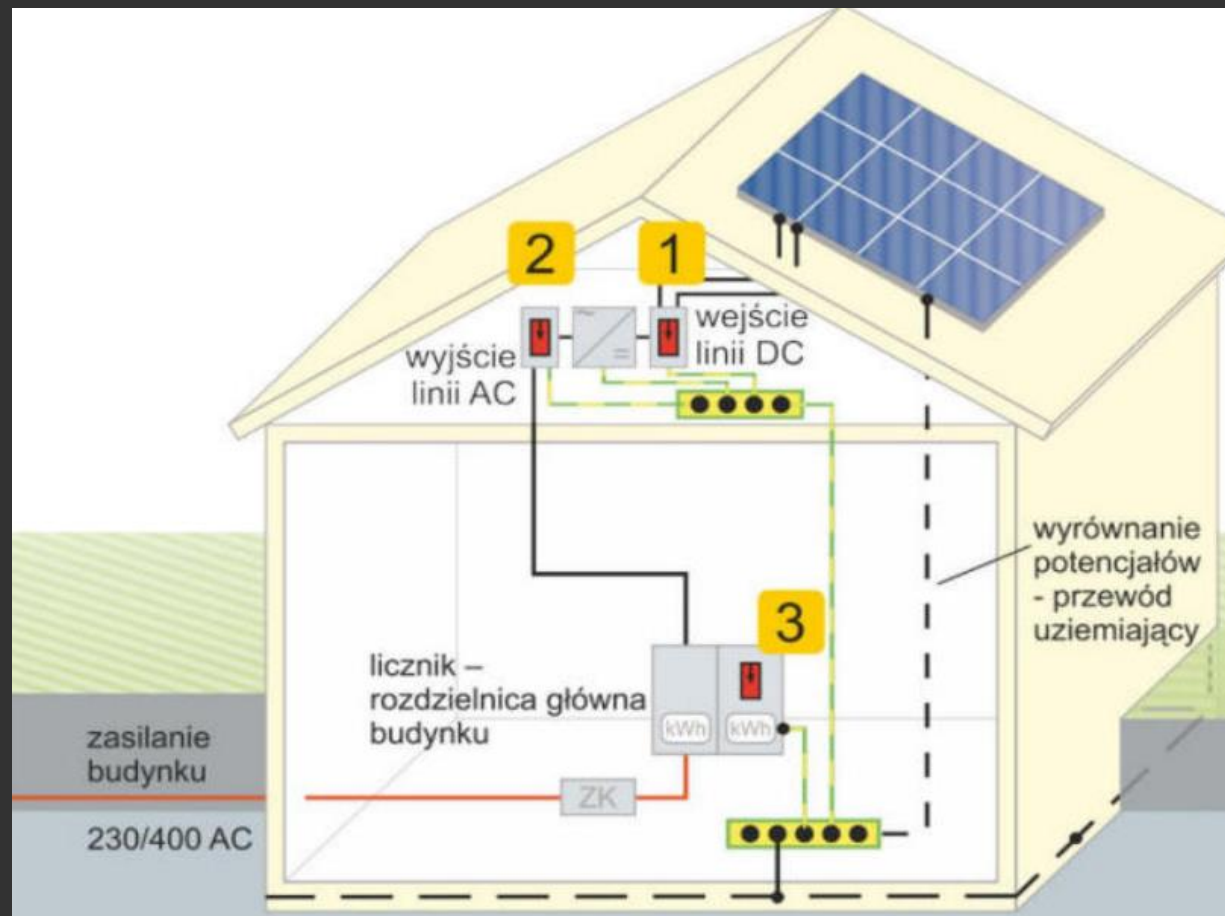 2
1
wejście
linii DC
wyjście
linii AC
wyrównanie
potencjałów
- przewód
uziemiający
3
licznik –
rozdzielnica główna
budynku
kWh
kWh
zasilanie
budynku
ZK
230/400 AC